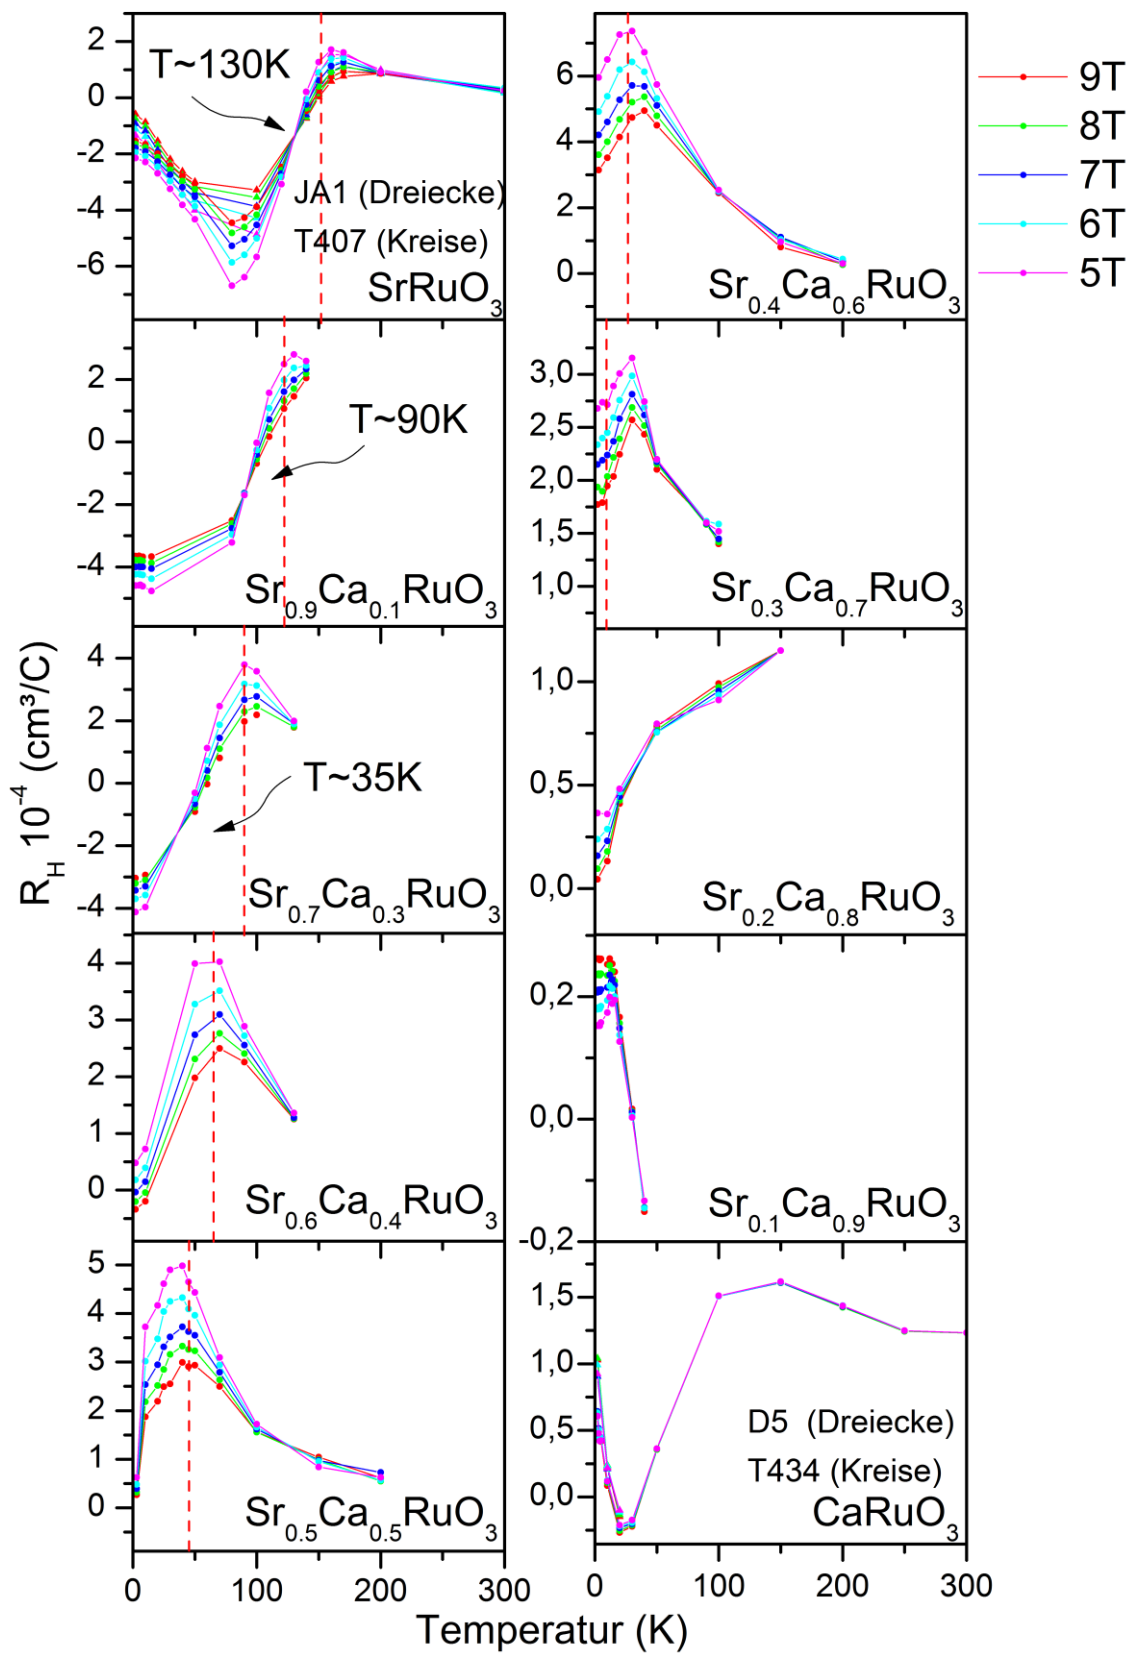 R_H 10^-4 (cm³/C)
2
0
-2
-4
-6
T~130K
JA1 (Dreiecke)
T407 (Kreise)
SrRuO3
2
0
-2
-4
T~90K
Sr0.9Ca0.1RuO3
4
2
0
-2
-4
T~35K
Sr0.7Ca0.3RuO3
4
3
2
1
0
Sr0.6Ca0.4RuO3
5
4
3
2
1
0
Sr0.5Ca0.5RuO3
0 100 200 300
6
4
2
0
Sr0.4Ca0.6RuO3
3,0
2,5
2,0
1,5
1,0
Sr0.3Ca0.7RuO3
1,0
0,5
0,0
Sr0.2Ca0.8RuO3
0,2
0,0
-0,2
Sr0.1Ca0.9RuO3
1,5
1,0
0,5
0,0
D5 (Dreiecke)
T434 (Kreise)
CaRuO3
0 100 200 300
Temperatur (K)
9T
8T
7T
6T
5T